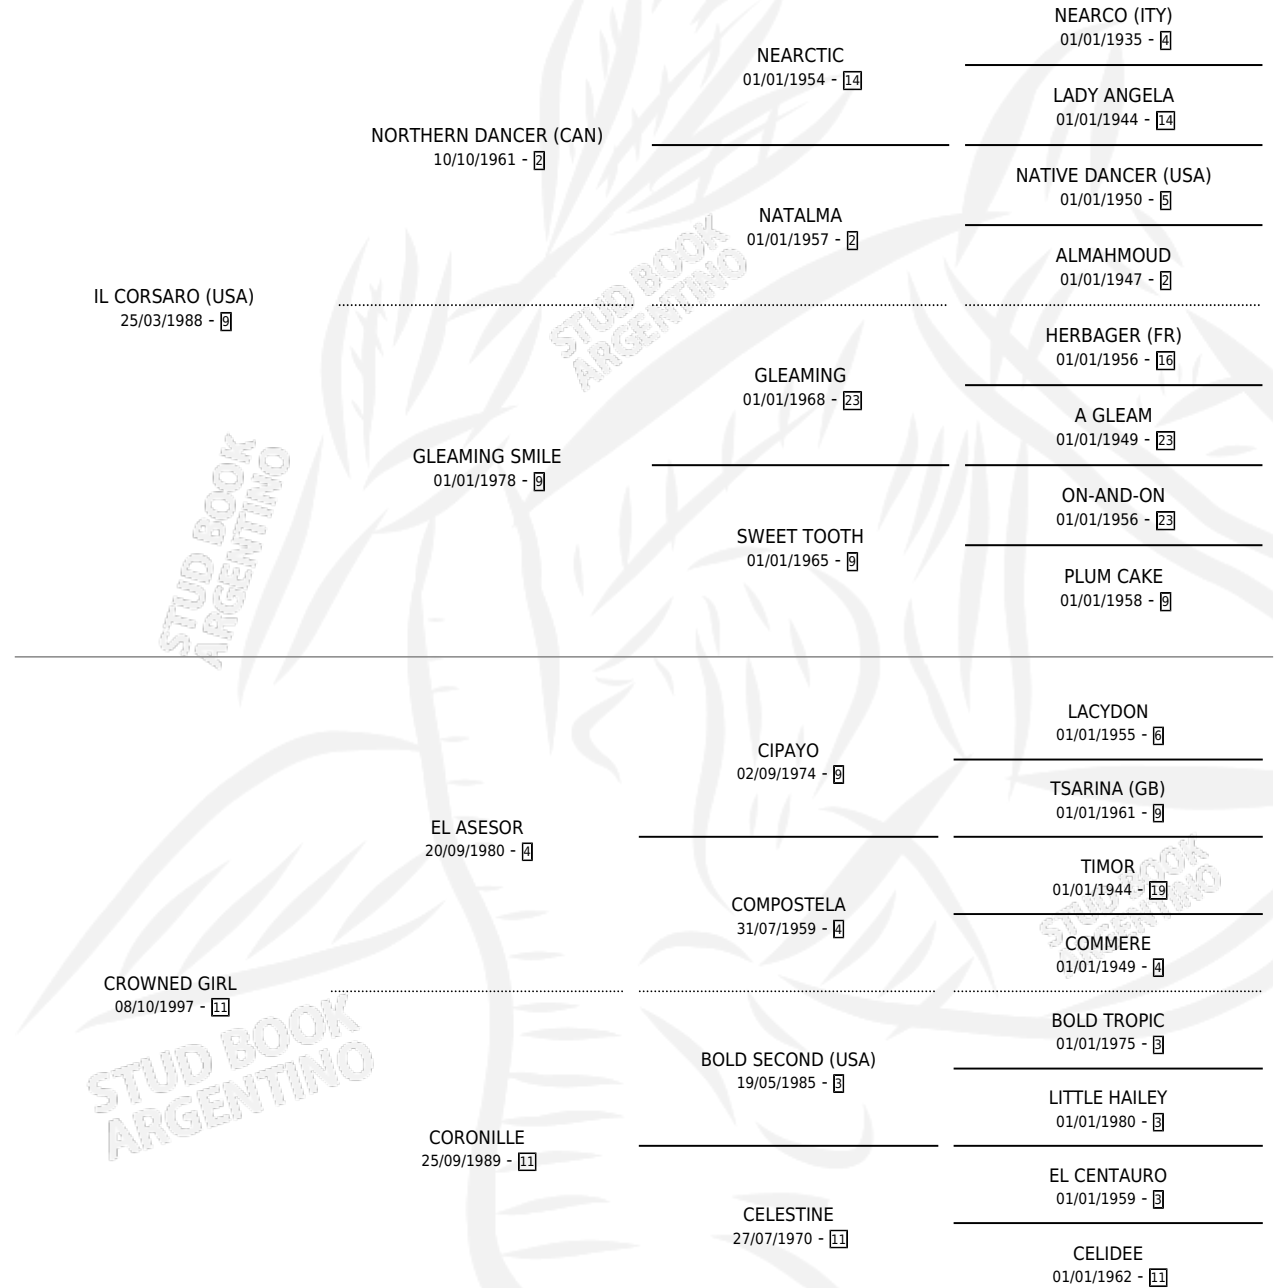 NEARCO (ITY)
01/01/1935 - 4
NEARCTIC
01/01/1954 - 14
LADY ANGELA
01/01/1944 - 14
NORTHERN DANCER (CAN)
10/10/1961 - 2
NATIVE DANCER (USA)
01/01/1950 - 5
NATALMA
01/01/1957 - 2
ALMAHMOUD
01/01/1947 - 2
IL CORSARO (USA)
25/03/1988 - 9
HERBAGER (FR)
01/01/1956 - 16
GLEAMING
01/01/1968 - 23
A GLEAM
01/01/1949 - 23
GLEAMING SMILE
01/01/1978 - 9
ON-AND-ON
01/01/1956 - 23
SWEET TOOTH
01/01/1965 - 9
PLUM CAKE
01/01/1958 - 9
STUD BOOK
ARGENTINO
STUD BOOK
ARGENTINO
LACYDON
01/01/1955 - 6
CIPAYO
02/09/1974 - 9
TSARINA (GB)
01/01/1961 - 9
EL ASESOR
20/09/1980 - 4
TIMOR
01/01/1944 - 19
COMPOSTELA
31/07/1959 - 4
COMMERE
01/01/1949 - 4
CROWNED GIRL
08/10/1997 - 11
BOLD TROPIC
01/01/1975 - 3
BOLD SECOND (USA)
19/05/1985 - 3
LITTLE HAILEY
01/01/1980 - 3
CORONILLE
25/09/1989 - 11
EL CENTAURO
01/01/1959 - 3
CELESTINE
27/07/1970 - 11
CELIDEE
01/01/1962 - 11
STUD BOOK
ARGENTINO
STUD BOOK
ARGENTINO